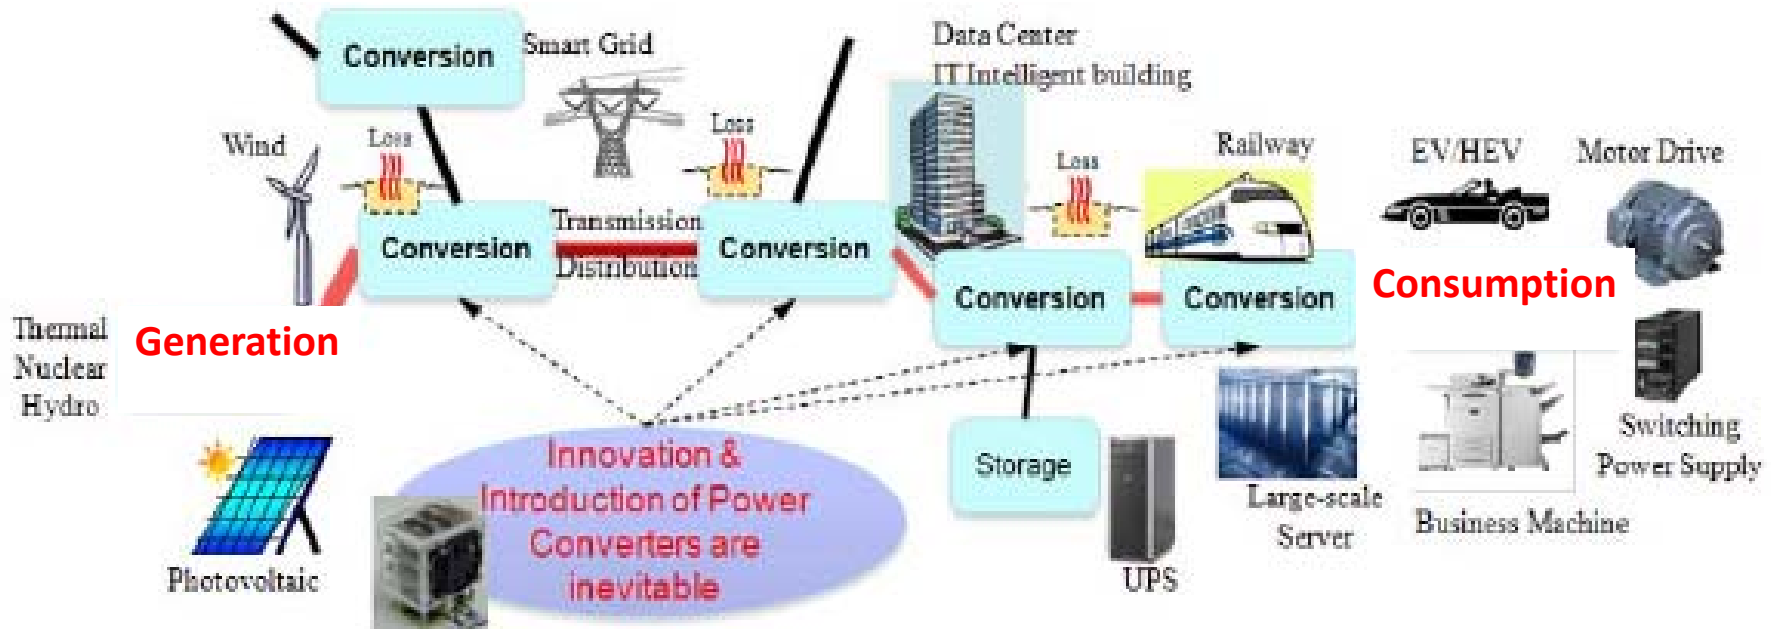 Conversion
Smart Grid
Data Center
IT Intelligent building
Wind
Loss
Loss
Loss
Railway
EV/HEV
Motor Drive
Conversion
Transmission
Distribution
Conversion
Conversion
Conversion
Consumption
Thermal
Nuclear
Hydro
Generation
Innovation &
Introduction of Power
Converters are
inevitable
Storage
Switching
Power Supply
Large-scale
Server
Business Machine
Photovoltaic
UPS